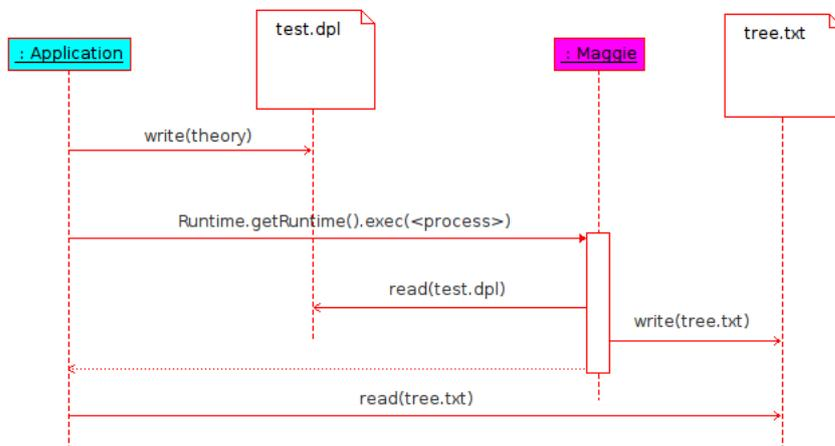 test.dpl
tree.txt
: Application
: Maggie
write(theory)
Runtime.getRuntime().exec(<process>)
read(test.dpl)
write(tree.txt)
read(tree.txt)